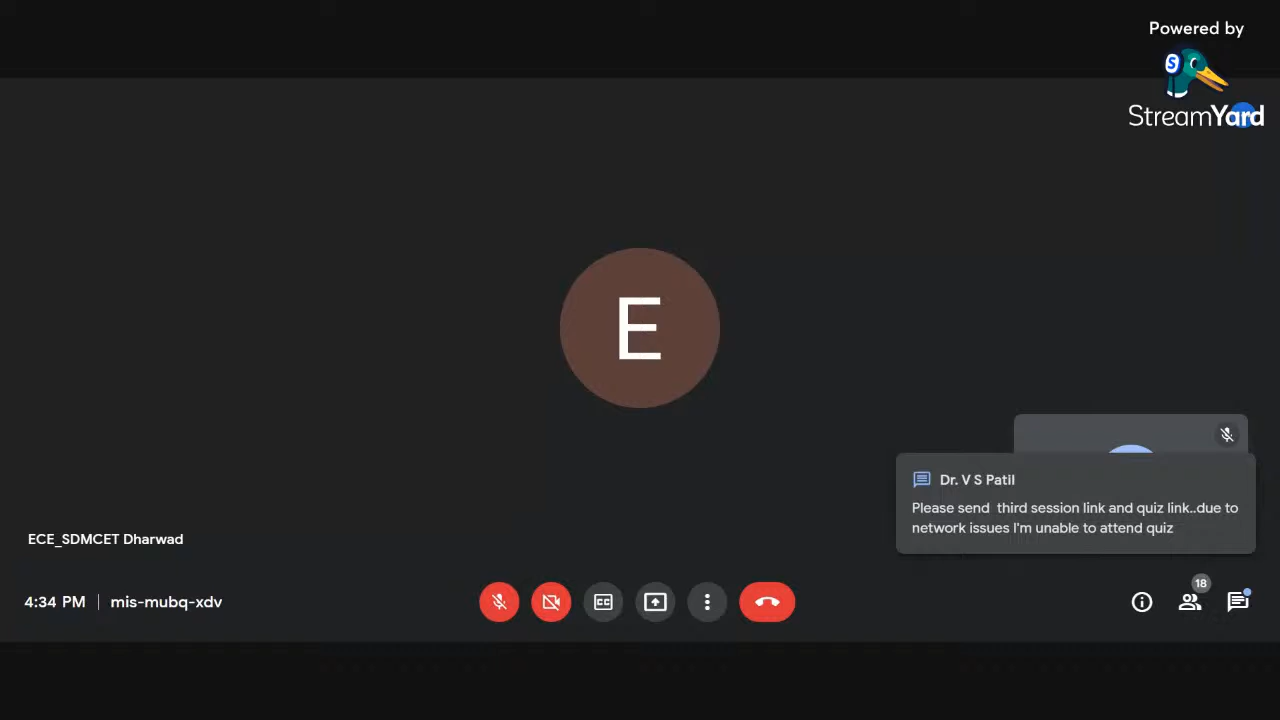 Powered by
S
StreamYard
E
Dr. V S Patil
Please send  third session link and quiz link..due to
network issues I'm unable to attend quiz
ECE_SDMCET Dharwad
4:34 PM | mis-mubq-xdv
CC
18